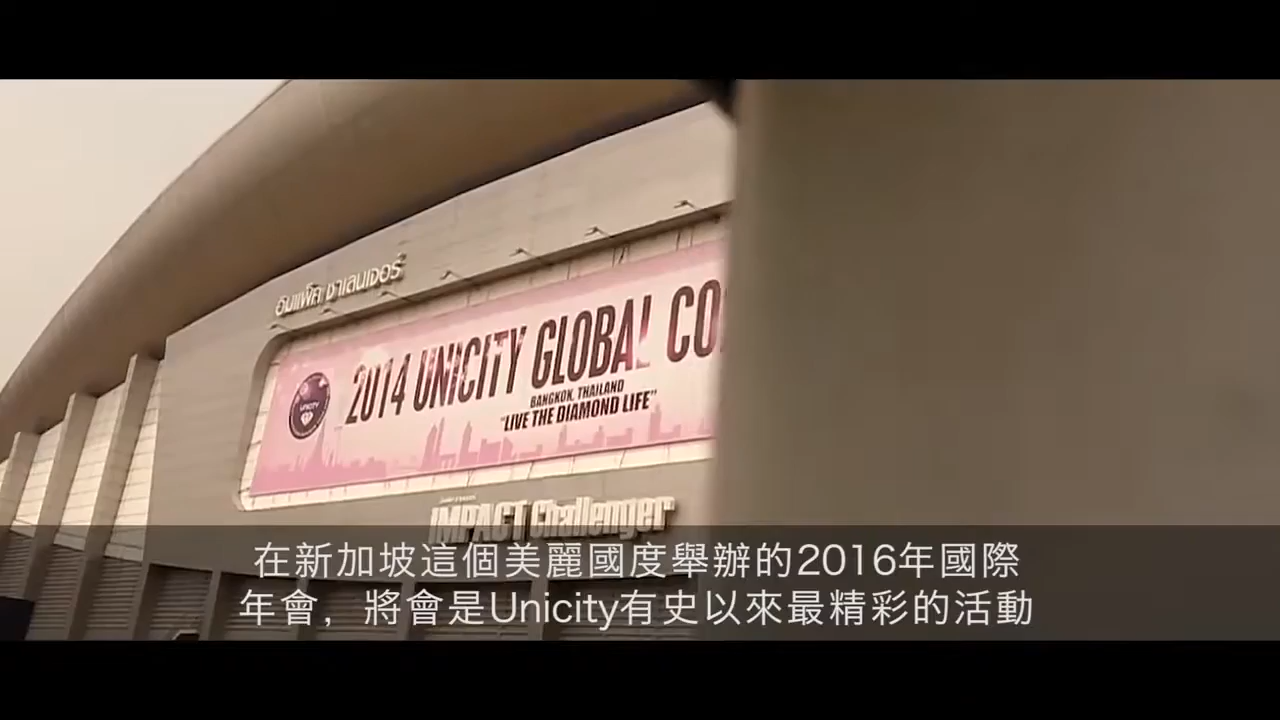 อิมแพ็ค ชาเลนเจอร์
2014 UNICITY GLOBAL CO
BANGKOK, THAILAND
"LIVE THE DIAMOND LIFE"
UNICITY
IMPACT Challenger
在新加坡這個美麗國度舉辦的2016年國際
年會，將會是Unicity有史以來最精彩的活動